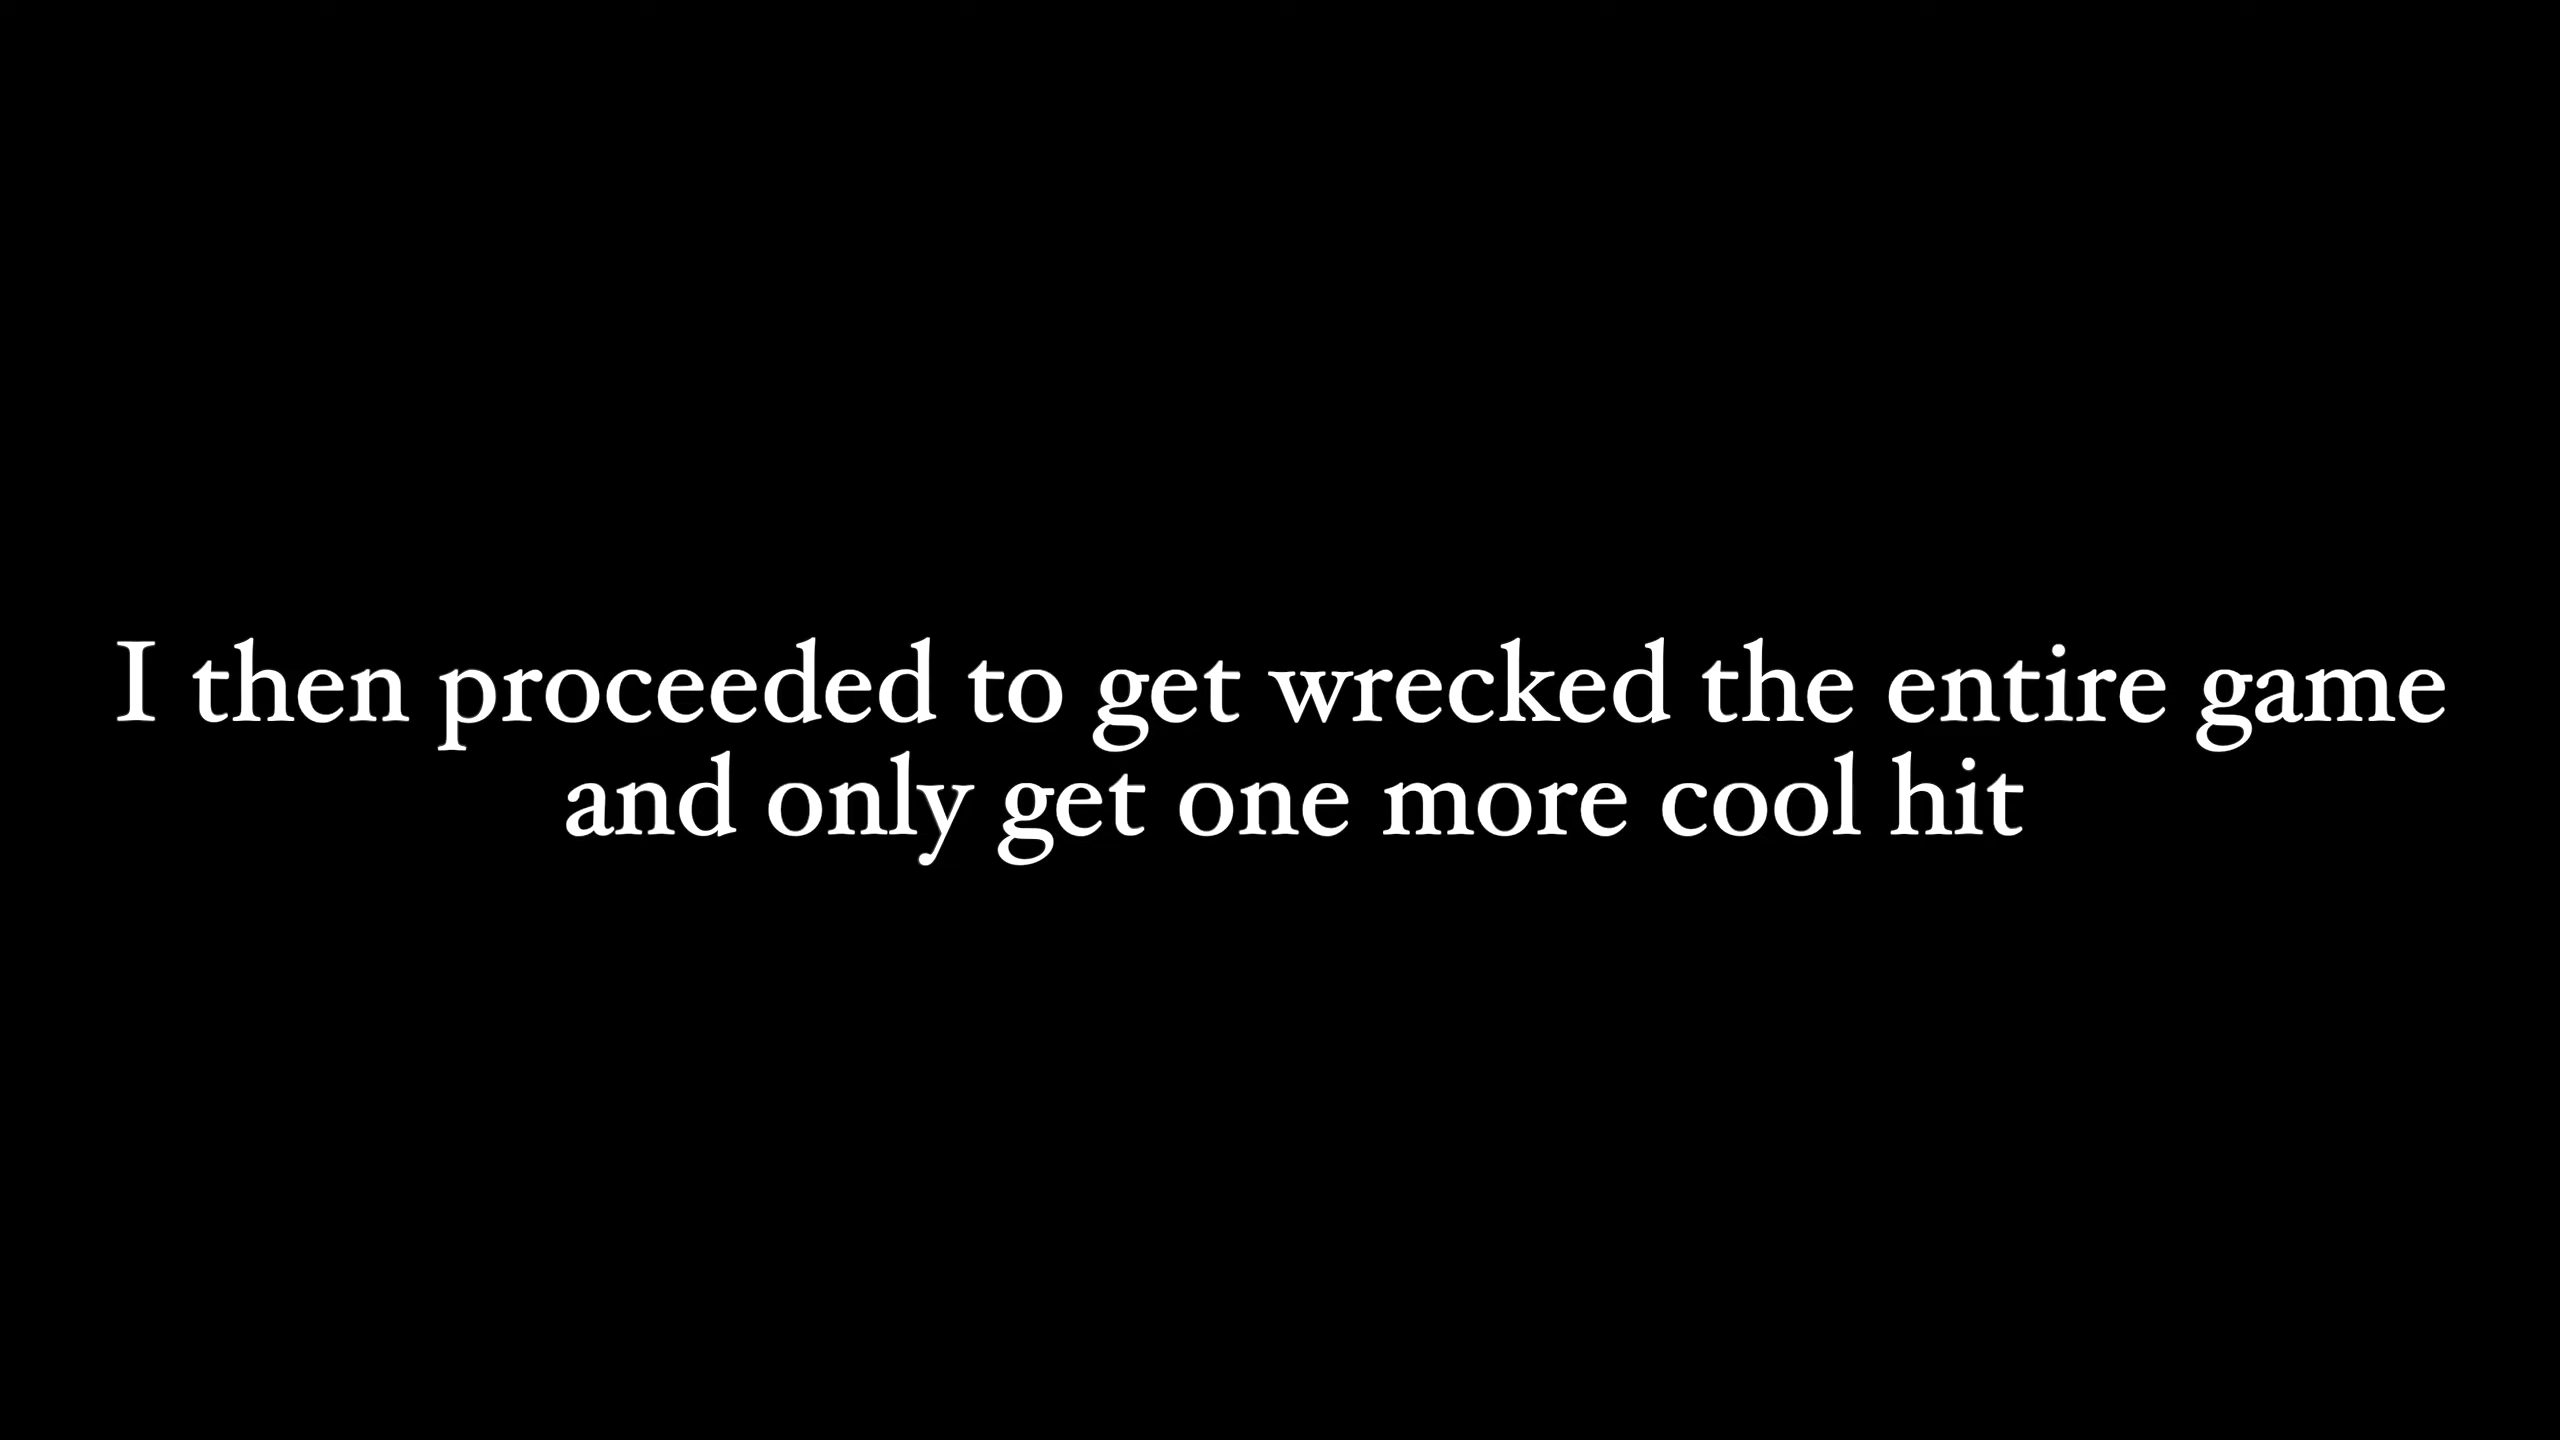 I then proceeded to get wrecked the entire game
and only get one more cool hit